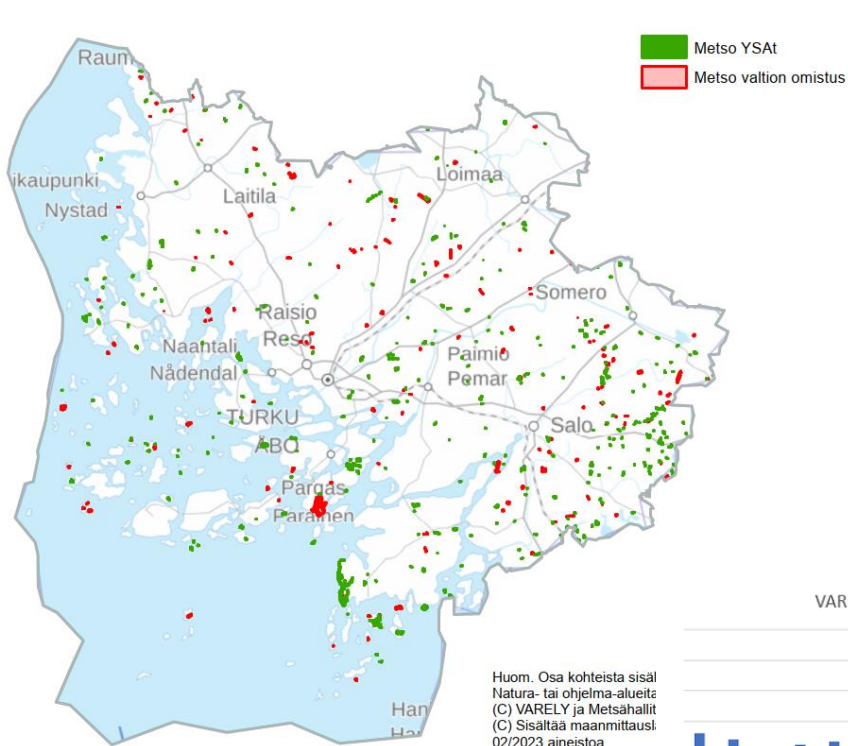 Metso YSAt
Metso valtion omistus
Raum
ikaupunki
Nystad
Laitila
Loimaa
Somero
Raisio
Reso
Naantali
Nådendal
Paimio
Pemar
TURKU
ÅBO
Salo
Pargas
Parainen
Han
Ha
VAR
Huom. Osa kohteista sisäl
Natura- tai ohjelma-alueita
(C) VARELY ja Metsähallit
(C) Sisältää maanmittausla
02/2023 aineistoa